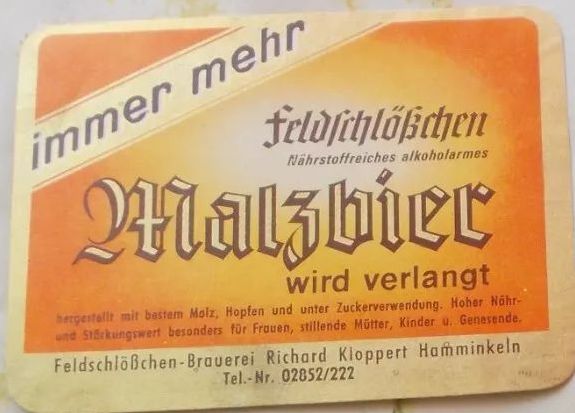 immer mehr
Feldschlößchen
Nährstoffreiches alkoholarmes
Malzbier
wird verlangt
hergestellt mit bestem Malz, Hopfen und unter Zuckerverwendung. Hoher Nähr-
und Stärkungswert besonders für Frauen, stillende Mütter, Kinder u. Genesende.
Feldschlößchen-Brauerei Richard Kloppert Hamminkeln
Tel.-Nr. 02852/222